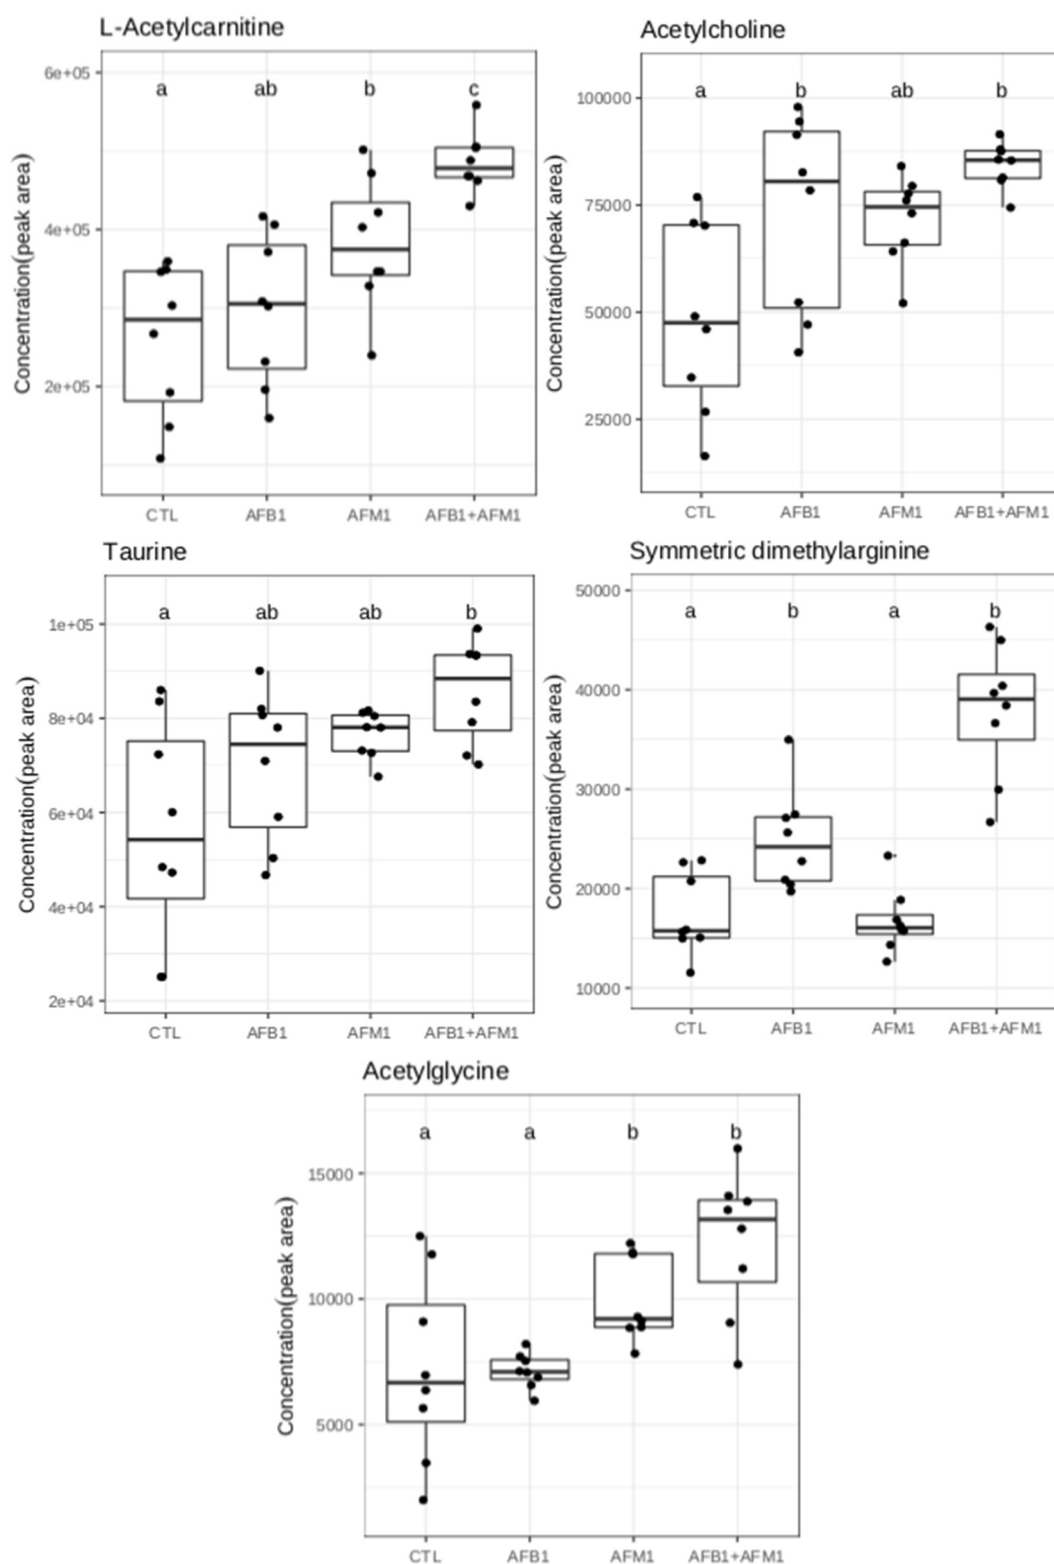 L-Acetylcarnitine
Concentration(peak area)
6e+05
4e+05
2e+05
a ab b c
CTL AFB1 AFM1 AFB1+AFM1
Acetylcholine
Concentration(peak area)
100000
75000
50000
25000
a b ab b
CTL AFB1 AFM1 AFB1+AFM1
Taurine
Concentration(peak area)
1e+05
8e+04
6e+04
4e+04
2e+04
a ab ab b
CTL AFB1 AFM1 AFB1+AFM1
Symmetric dimethylarginine
Concentration(peak area)
50000
40000
30000
20000
10000
a b a b
CTL AFB1 AFM1 AFB1+AFM1
Acetylglycine
Concentration(peak area)
15000
10000
5000
a a b b
CTL AFB1 AFM1 AFB1+AFM1